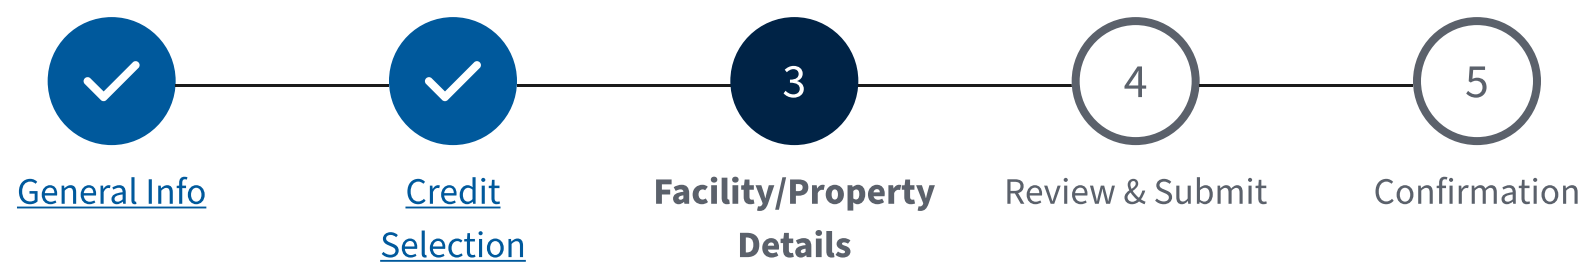 3
4
5
General Info
Credit
Selection
Facility/Property
Details
Review & Submit
Confirmation